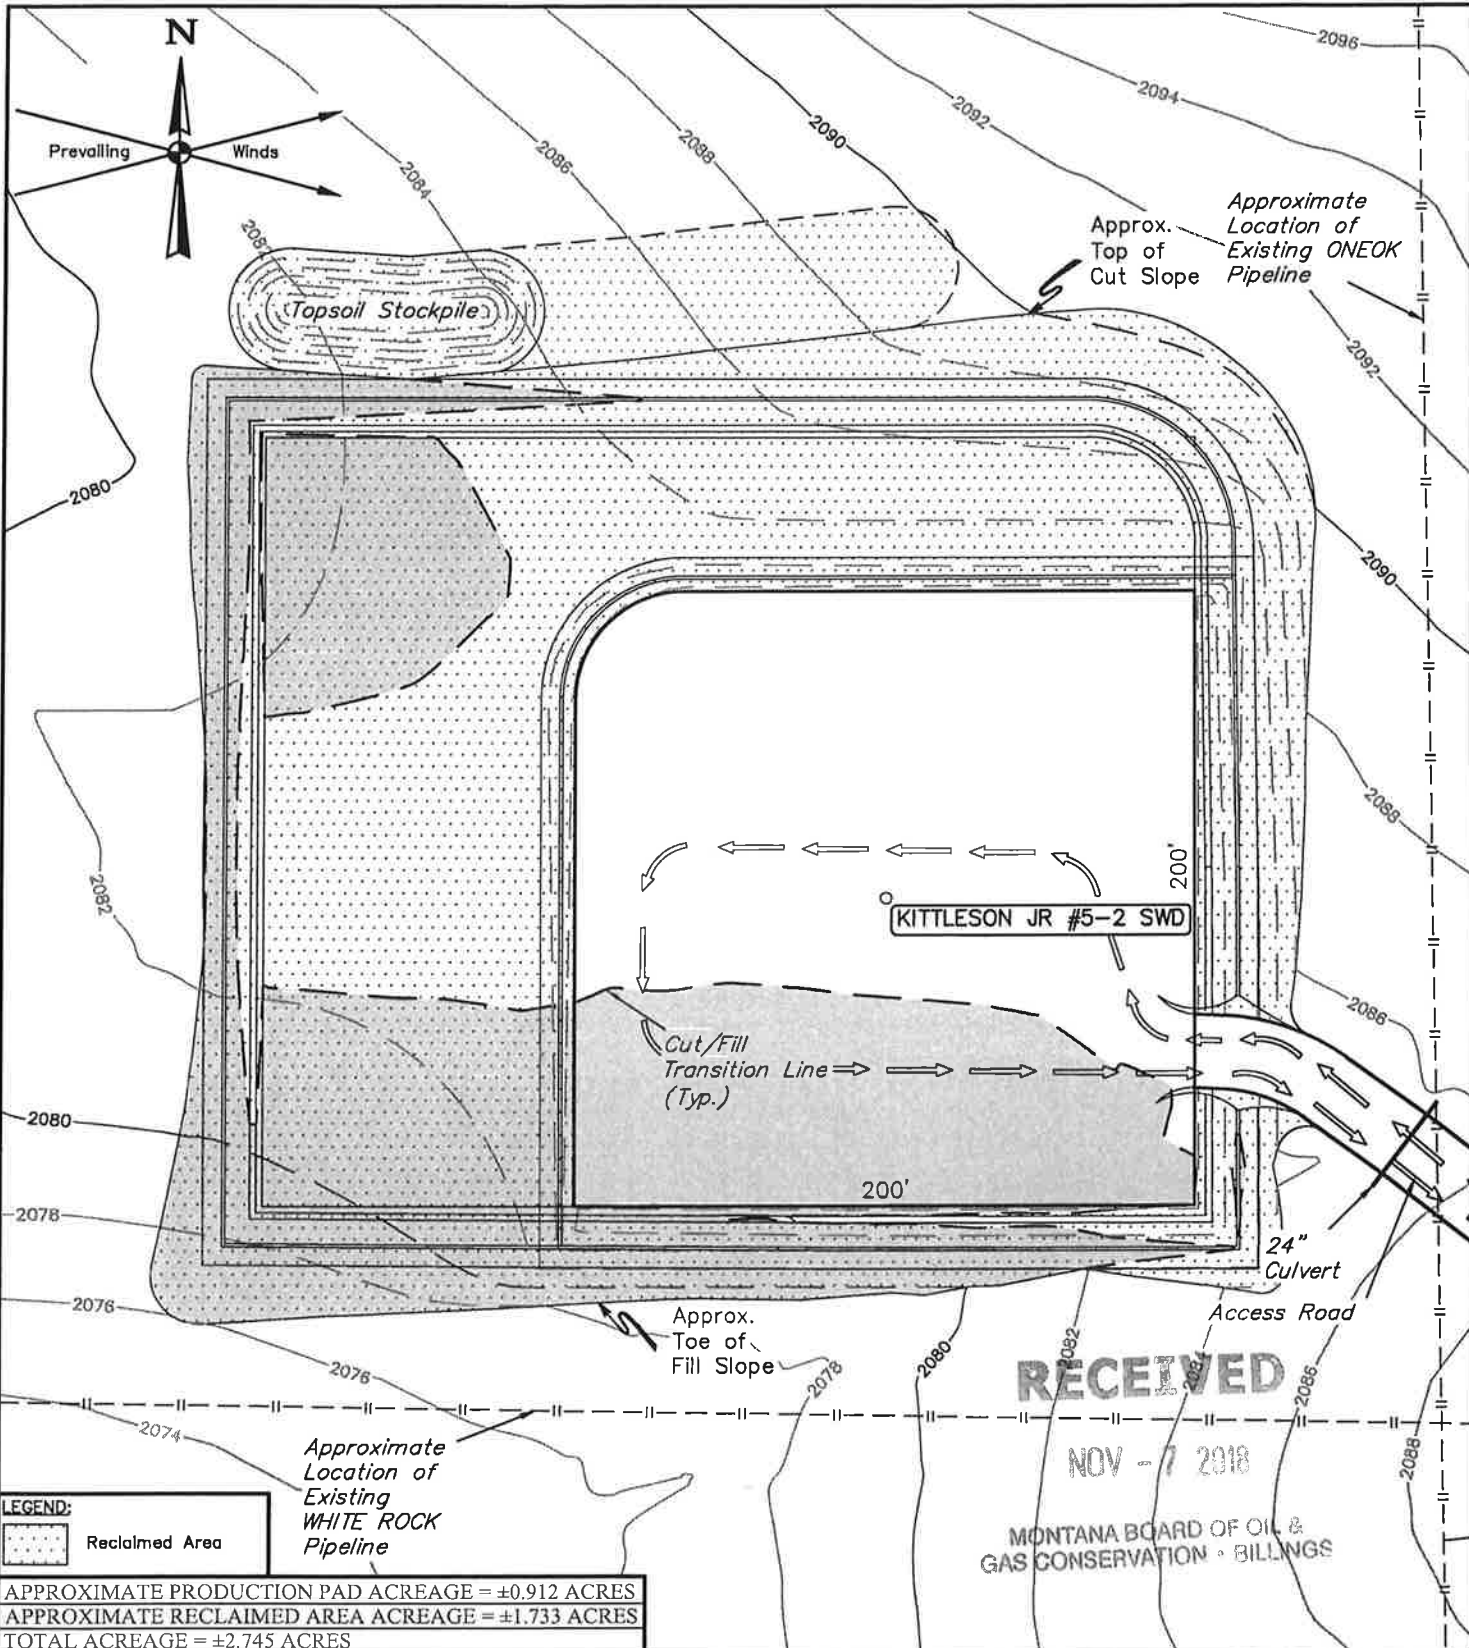 N
Prevailing Winds
2096
2094
2092
2090
2088
2086
2084
2082
Approx.
Top of
Cut Slope
Approximate
Location of
Existing ONEOK
Pipeline
Topsoil Stockpile
2092
2080
2090
2088
200'
KITTLESON JR #5-2 SWD
2082
2086
Cut/Fill
Transition Line
(Typ.)
2080
200'
2078
24"
Culvert
Access Road
2076
Approx.
Toe of
Fill Slope
2076
2078
2080
2082
2084
2086
2088
RECEIVED
2074
NOV - 7 2018
Approximate
Location of
Existing
WHITE ROCK
Pipeline
MONTANA BOARD OF OIL &
GAS CONSERVATION - BILLINGS
LEGEND:
Reclaimed Area
APPROXIMATE PRODUCTION PAD ACREAGE = ±0.912 ACRES
APPROXIMATE RECLAIMED AREA ACREAGE = ±1.733 ACRES
TOTAL ACREAGE = ±2.745 ACRES